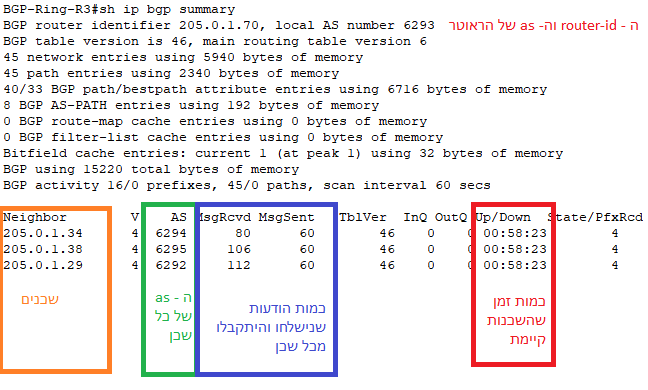 BGP-Ring-R3#sh ip bgp summary
BGP router identifier 205.0.1.70, local AS number 6293
ה - router-id וה- as של הראוטר
BGP table version is 46, main routing table version 6
45 network entries using 5940 bytes of memory
45 path entries using 2340 bytes of memory
40/33 BGP path/bestpath attribute entries using 6716 bytes of memory
8 BGP AS-PATH entries using 192 bytes of memory
0 BGP route-map cache entries using 0 bytes of memory
0 BGP filter-list cache entries using 0 bytes of memory
Bitfield cache entries: current 1 (at peak 1) using 32 bytes of memory
BGP using 15220 total bytes of memory
BGP activity 16/0 prefixes, 45/0 paths, scan interval 60 secs
Neighbor V AS MsgRcvd MsgSent TblVer InQ OutQ Up/Down State/PfxRcd
205.0.1.34 4 6294 80 60 46 0 0 00:58:23 4
205.0.1.38 4 6295 106 60 46 0 0 00:58:23 4
205.0.1.29 4 6292 112 60 46 0 0 00:58:23 4
שכנים
ה - as
של כל
שכן
כמות הודעות
שנישלחו והיתקבלו
מכל שכן
כמות זמן
שהשכנות
קיימת